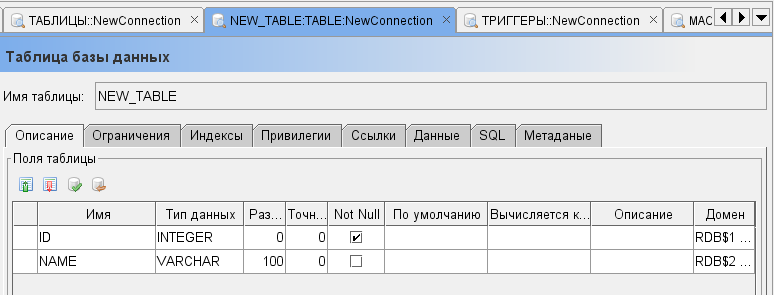 ТАБЛИЦЫ::NewConnection NEW_TABLE:TABLE:NewConnection ТРИГГЕРЫ::NewConnection МАС
Таблица базы данных
Имя таблицы: NEW_TABLE
Описание Ограничения Индексы Привилегии Ссылки Данные SQL Метаданые
Поля таблицы
Имя Тип данных Раз... Точн... Not Null По умолчанию Вычисляется к... Описание Домен
ID INTEGER 0 0 RDB$1 ...
NAME VARCHAR 100 0 RDB$2 ...